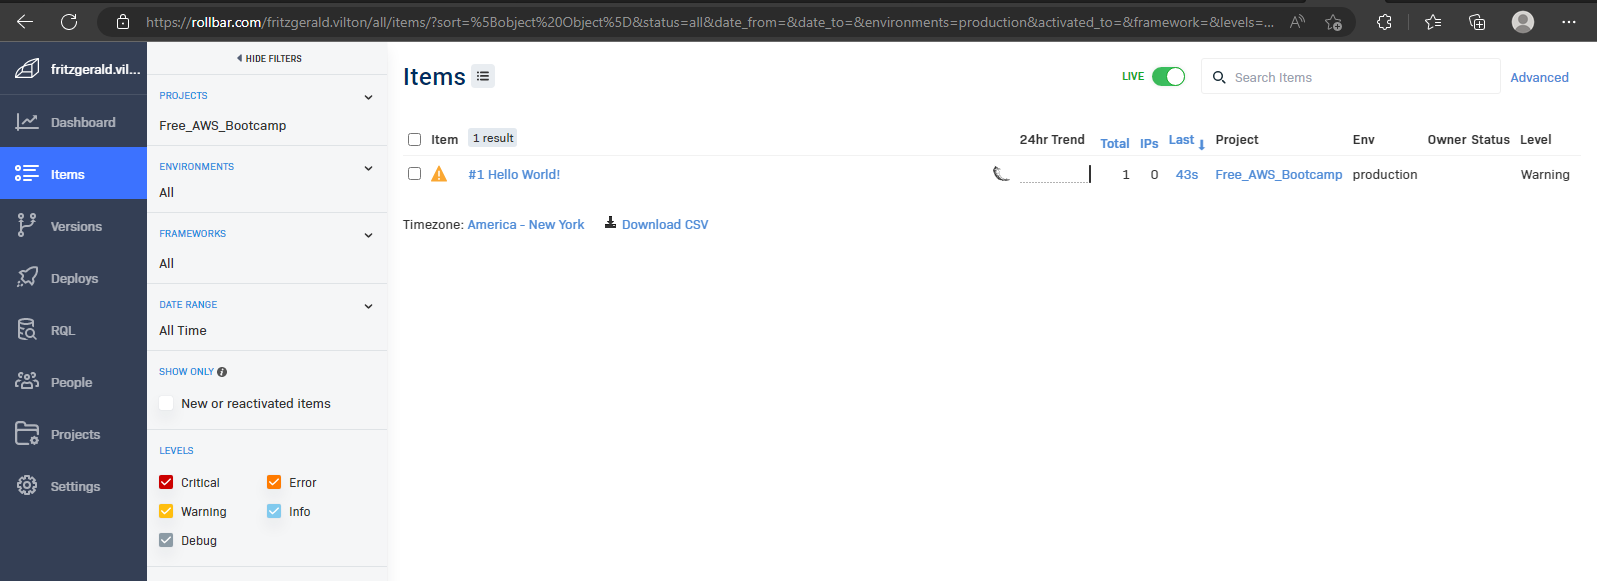 https://rollbar.com/fritzgerald.vilton/all/items/?sort=%5Bobject%20Object%5D&status=all&date_from=&date_to=&environments=production&activated_to=&framework=&levels=...
fritzgerald.vil...
Dashboard
Items
Versions
Deploys
RQL
People
Projects
Settings
HIDE FILTERS
PROJECTS
Free_AWS_Bootcamp
ENVIRONMENTS
All
FRAMEWORKS
All
DATE RANGE
All Time
SHOW ONLY
New or reactivated items
LEVELS
Critical Error
Warning Info
Debug
Items
LIVE
Search Items
Advanced
Item 1 result 24hr Trend Total IPs Last Project Env Owner Status Level
#1 Hello World! 1 0 43s Free_AWS_Bootcamp production Warning
Timezone: America - New York Download CSV